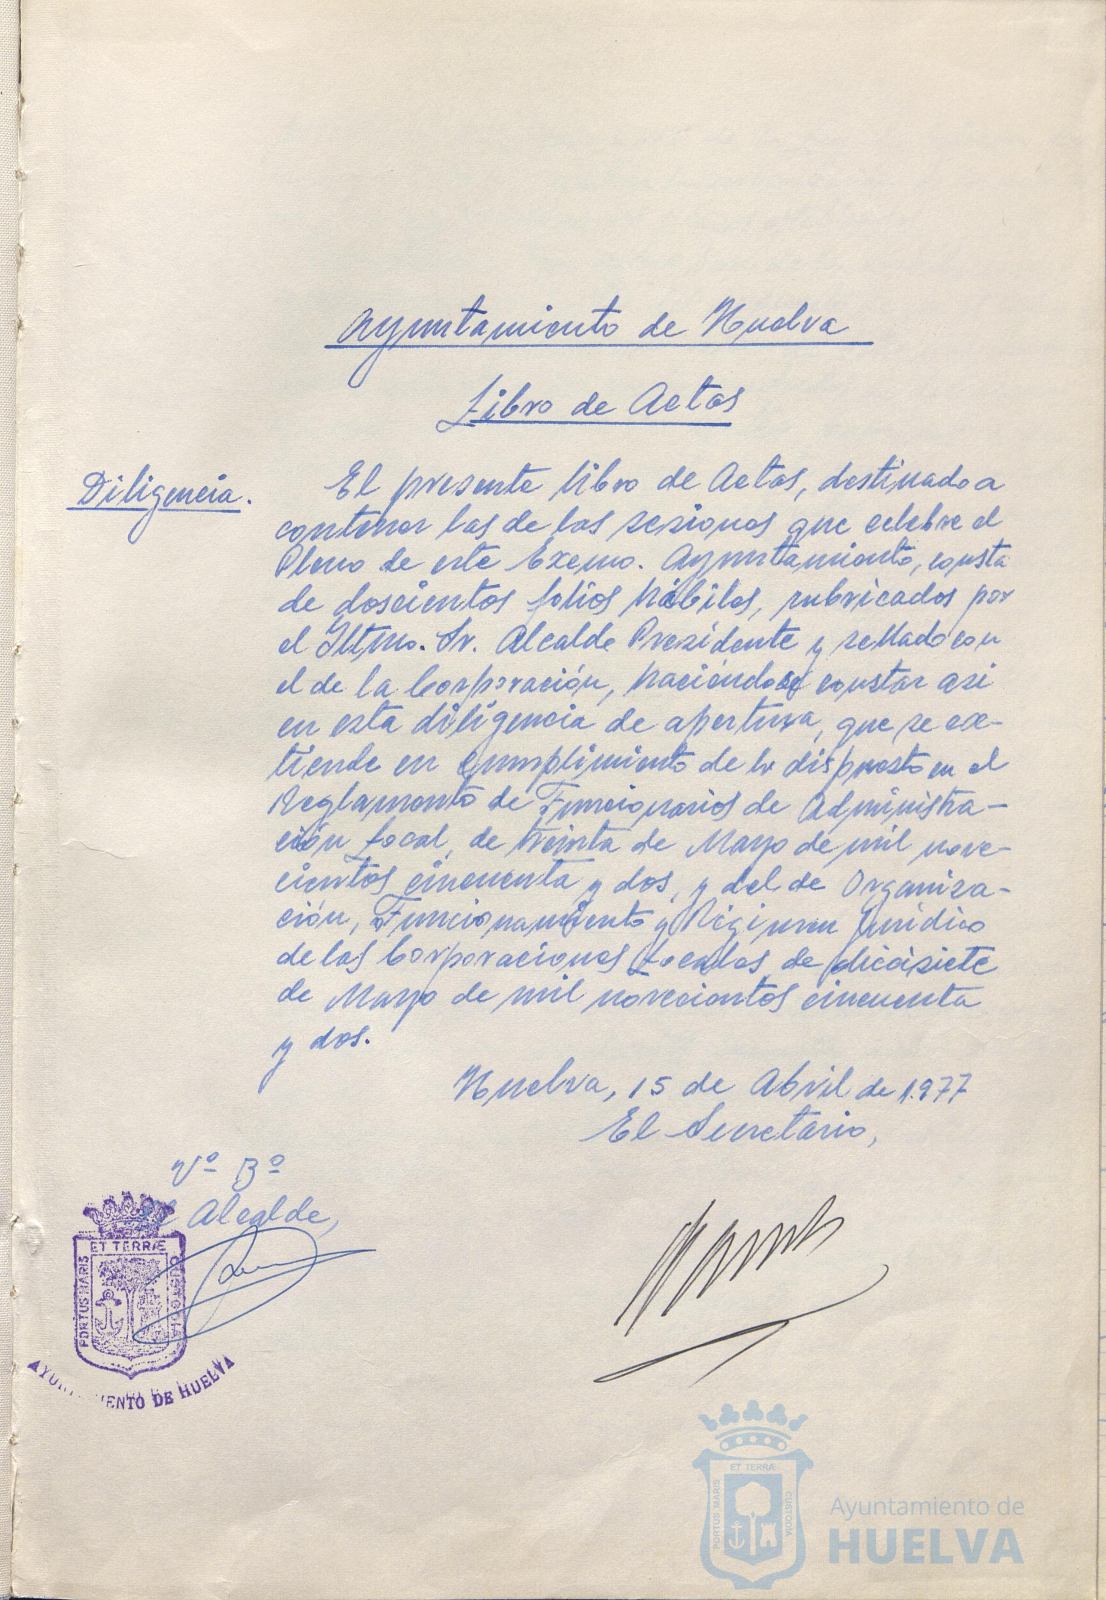 Ayuntamiento de Huelva
Libro de Actas
Diligencia.
El presente libro de Actas, destinado a
contener las de las sesiones que celebre el
Pleno de este Excmo. Ayuntamiento, consta
de doscientos folios hábiles, rubricados por
el Iltmo. Sr. Alcalde Presidente y sellado con
el de la Corporación, haciéndose constar asi
en esta diligencia de apertura, que se ex-
tiende en cumplimiento de lo dispuesto en el
Reglamento de Funcionarios de Administra-
ción Local, de treinta de Mayo de mil nove-
cientos cincuenta y dos, y del de Organiza-
ción, Funcionamiento y Régimen Jurídico
de las Corporaciones Locales de diecisiete
de Mayo de mil novecientos cincuenta
y dos.
Huelva, 15 de Abril de 1.977
El Secretario,
Vº Bº
El Alcalde,
PORTUS MARIS ET TERRÆ CUSTODIA
AYUNTAMIENTO DE HUELVA
PORTUS MARIS ET TERRÆ CUSTODIA
Ayuntamiento de
HUELVA